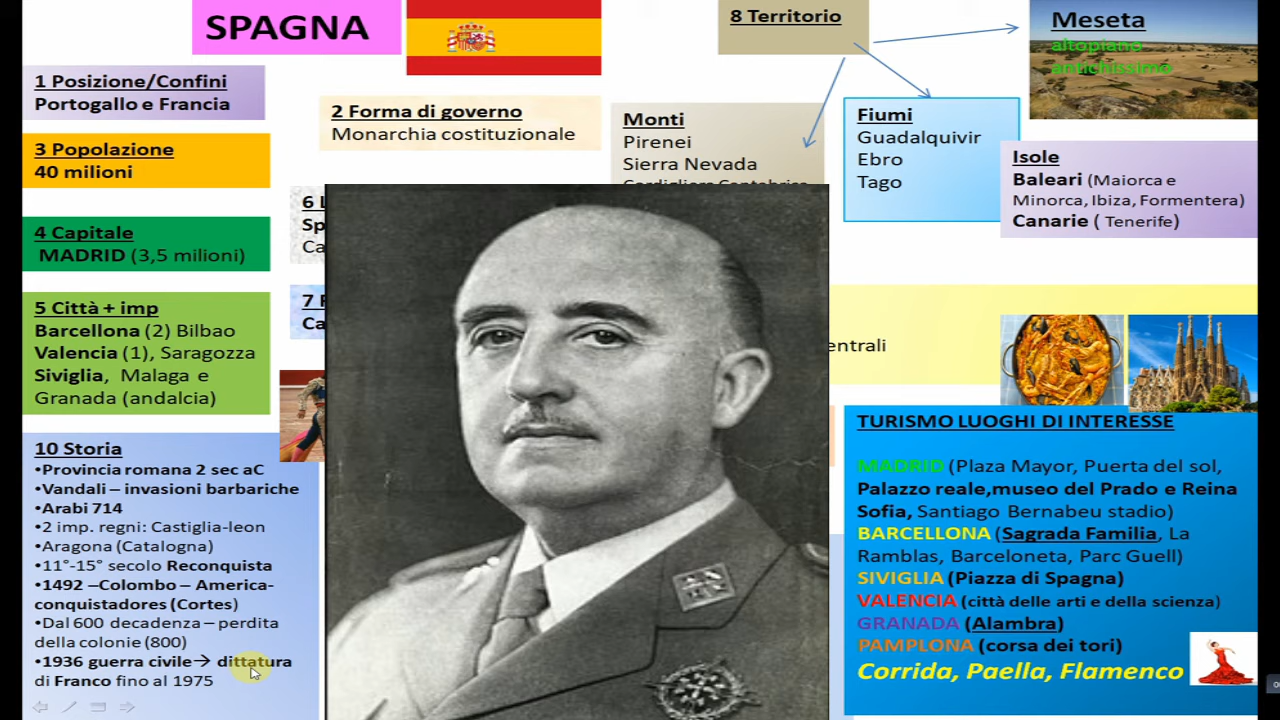 SPAGNA
8 Territorio
Meseta
altopiano
antichissimo
1 Posizione/Confini
Portogallo e Francia
2 Forma di governo
Monarchia costituzionale
Monti
Pirenei
Sierra Nevada
Fiumi
Guadalquivir
Ebro
Tago
Isole
Baleari (Maiorca e
Minorca, Ibiza, Formentera)
Canarie ( Tenerife)
3 Popolazione
40 milioni
4 Capitale
MADRID (3,5 milioni)
6 L
Sp
Ca
5 Città + imp
Barcellona (2) Bilbao
Valencia (1), Saragozza
Siviglia, Malaga e
Granada (andalcia)
7
Ca
entrali
10 Storia
•Provincia romana 2 sec aC
•Vandali – invasioni barbariche
•Arabi 714
•2 imp. regni: Castiglia-leon
•Aragona (Catalogna)
•11°-15° secolo Reconquista
•1492 –Colombo – America-
conquistadores (Cortes)
•Dal 600 decadenza – perdita
della colonie (800)
•1936 guerra civile→ dittatura
di Franco fino al 1975
TURISMO LUOGHI DI INTERESSE
MADRID (Plaza Mayor, Puerta del sol,
Palazzo reale,museo del Prado e Reina
Sofia, Santiago Bernabeu stadio)
BARCELLONA (Sagrada Familia, La
Ramblas, Barceloneta, Parc Guell)
SIVIGLIA (Piazza di Spagna)
VALENCIA (città delle arti e della scienza)
GRANADA (Alambra)
PAMPLONA (corsa dei tori)
Corrida, Paella, Flamenco